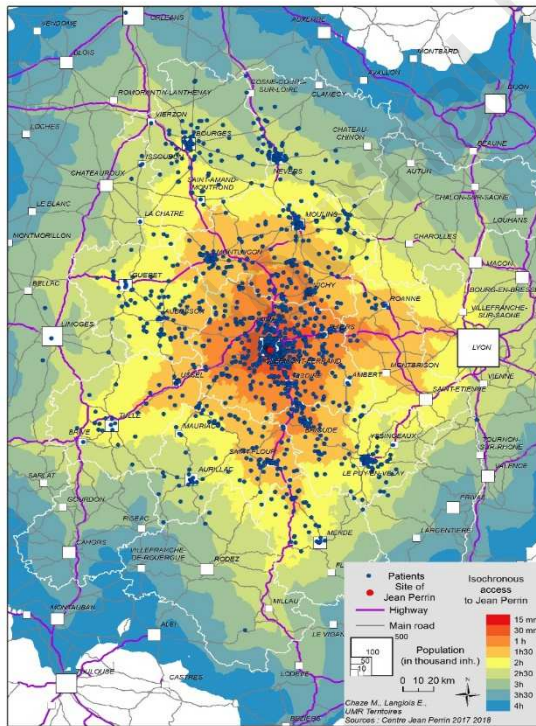 VENDOME
ORLEANS
AUXERRE
MONTBARD
BLOIS
AVALLON
COSNE-COURS-
SUR-LOIRE
CLAMECY
DIJON
ROMORANTIN-LANTHENAY
VIERZON
LOCHES
BOURGES
CHATEAU-
CHINON
BEAUNE
ISSOUDUN
NEVERS
AUTUN
CHATEAUROUX
SAINT-AMAND-
MONTROND
CHALON-SUR-SAONE
LE BLANC
LA CHATRE
MOULINS
LOUHANS
MONTMORILLON
CHAROLLES
MONTLUCON
MACON
BELLAC
GUERET
VICHY
BOURG-EN-BRESSE
ROANNE
AUBUSSON
VILLEFRANCHE-
SUR-SAONE
LIMOGES
THIERS
LYON
CLERMONT-FERRAND
MONTBRISON
USSEL
ISSOIRE
AMBERT
VIENNE
SAINT-ETIENNE
TULLE
BRIOUDE
BRIVE
MAURIAC
YSSINGEAUX
TOURNON-
SUR-RHONE
SAINT-FLOUR
SARLAT
AURILLAC
LE PUY-EN-VELAY
VALENCE
GOURDON
PRIVAS
FIGEAC
MENDE
LARGENTIERE
CAHORS
VILLEFRANCHE-
DE-ROUERGUE
RODEZ
MILLAU
MONTAUBAN
ALBI
LE VIGAN
TOULOUSE
CASTRES
LODEVE
BEZIERS
Patients
Site of
Jean Perrin
Highway
Main road
500
100
50
10
Population
(in thousand inh.)
0 10 20 km
N
Isochronous
access
to Jean Perrin
15 mn
30 mn
1 h
1h30
2h
2h30
3h
3h30
4h
Chaze M., Langlois E.,
UMR Territoires
Sources : Centre Jean Perrin 2017 2018